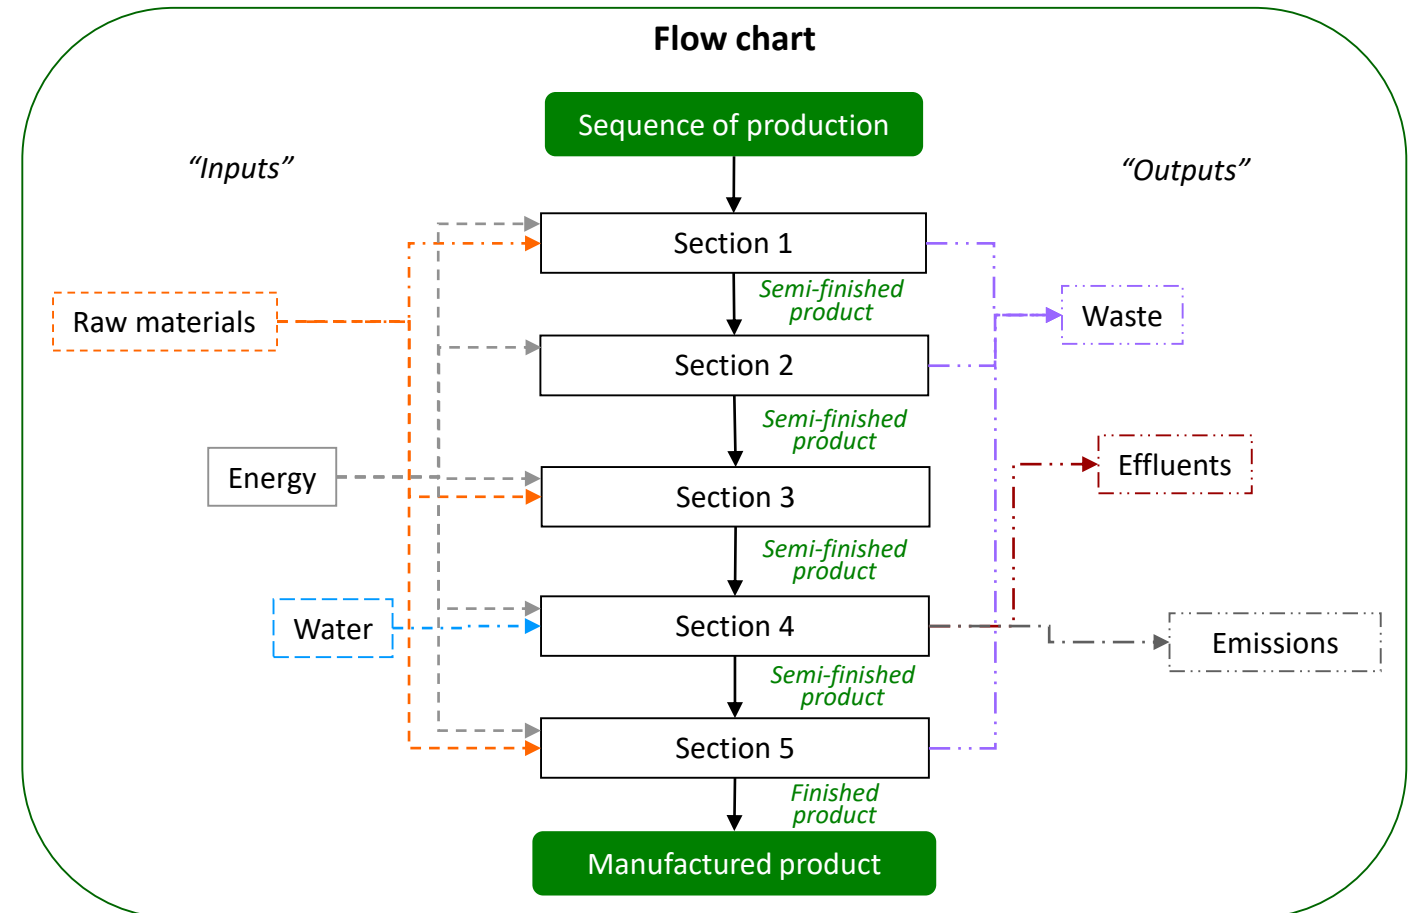 Flow chart
Sequence of production
“Inputs”
“Outputs”
Section 1
Semi-finished
product
Raw materials
Waste
Section 2
Semi-finished
product
Energy
Effluents
Section 3
Semi-finished
product
Water
Section 4
Emissions
Semi-finished
product
Section 5
Finished
product
Manufactured product